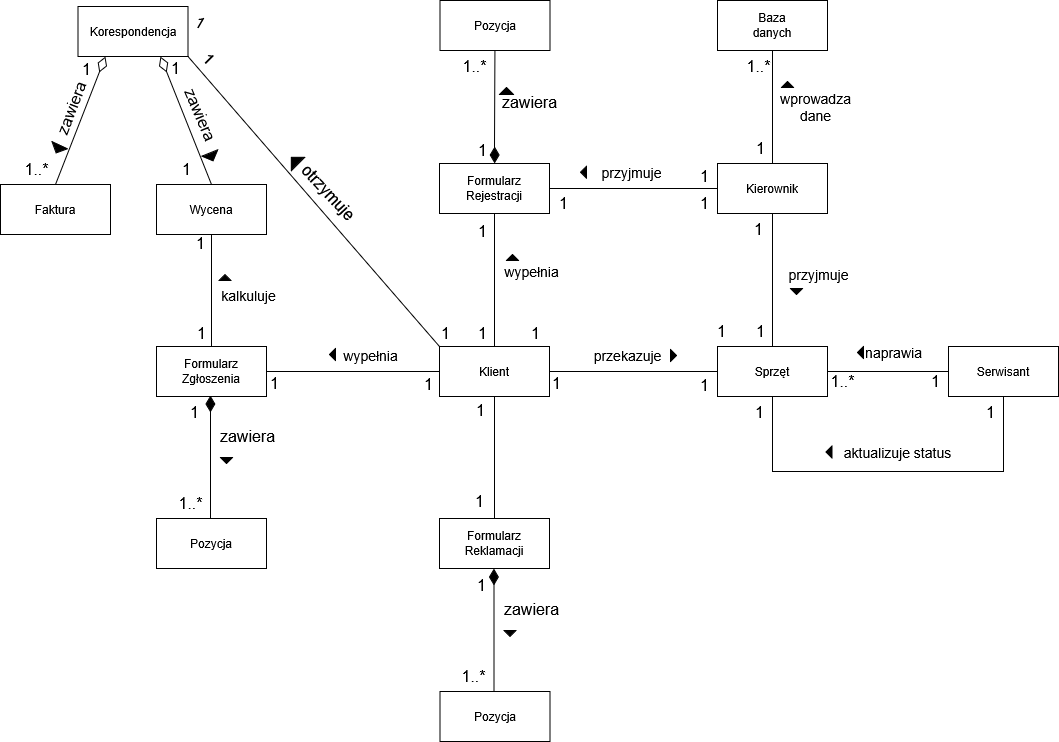 Korespondencja
1
1
1
1
zawiera
zawiera
1..*
1
Faktura
Wycena
otrzymuje
Pozycja
1..*
zawiera
1
Formularz
Rejestracji
1
1
wypełnia
Baza
danych
1..*
wprowadza
dane
1
przyjmuje
1
1
Kierownik
1
przyjmuje
1
kalkuluje
1
Formularz
Zgłoszenia
1
wypełnia
1
1
1
1
Klient
1
przekazuje
1
1
1
Sprzęt
1..*
naprawia
1
Serwisant
1
1
aktualizuje status
1
zawiera
1..*
Pozycja
1
1
Formularz
Reklamacji
1
zawiera
1..*
Pozycja